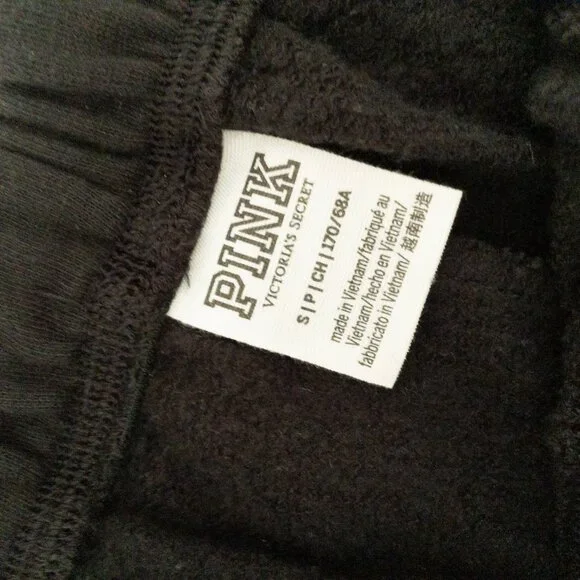 PINK
VICTORIA'S SECRET
S|P|CH|170/68A
made in Vietnam/fabriqué au
Vietnam/hecho en Vietnam/
fabbricato in Vietnam/ 越南制造